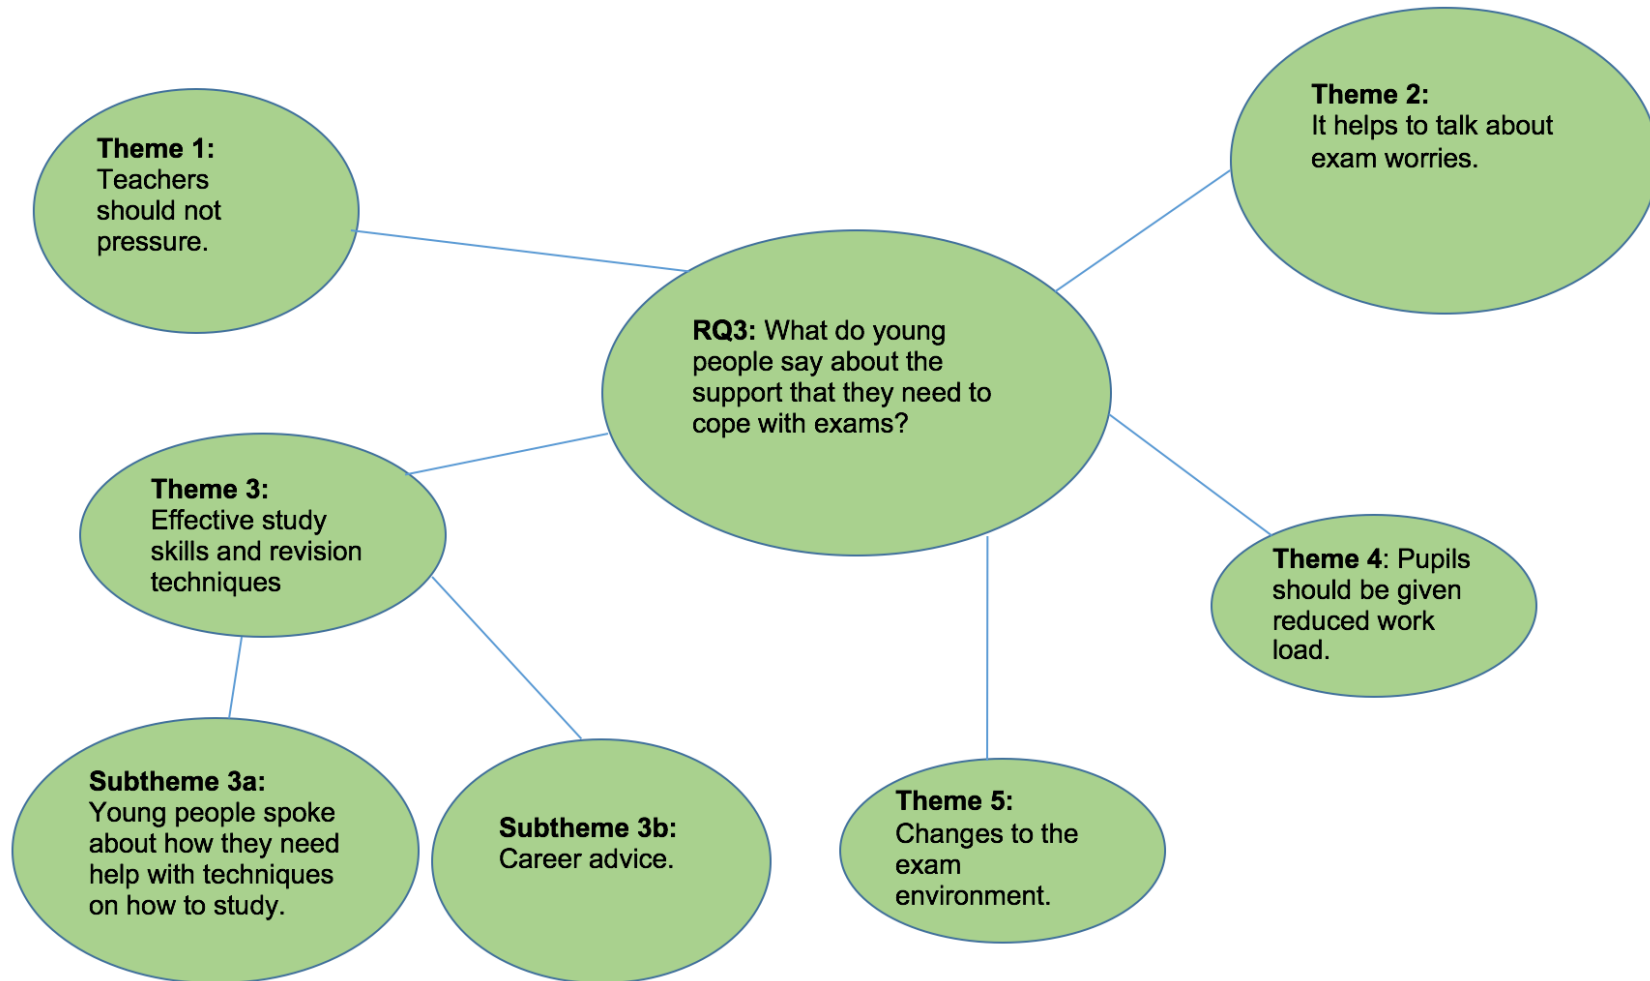 Theme 1:
Teachers
should not
pressure.
Theme 2:
It helps to talk about
exam worries.
RQ3: What do young
people say about the
support that they need to
cope with exams?
Theme 3:
Effective study
skills and revision
techniques
Theme 4: Pupils
should be given
reduced work
load.
Subtheme 3a:
Young people spoke
about how they need
help with techniques
on how to study.
Subtheme 3b:
Career advice.
Theme 5:
Changes to the
exam
environment.